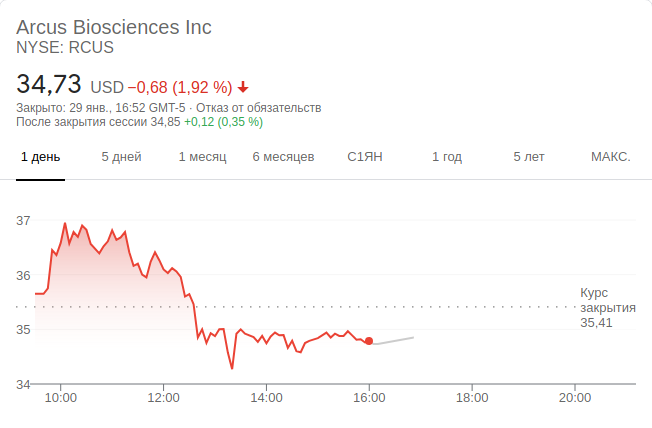 Arcus Biosciences Inc
NYSE: RCUS
34,73 USD −0,68 (1,92 %)
Закрыто: 29 янв., 16:52 GMT-5 · Отказ от обязательств
После закрытия сессии 34,85 +0,12 (0,35 %)
1 день 5 дней 1 месяц 6 месяцев С1ЯН 1 год 5 лет МАКС.
37
36
Курс
закрытия
35,41
35
34
10:00 12:00 14:00 16:00 18:00 20:00